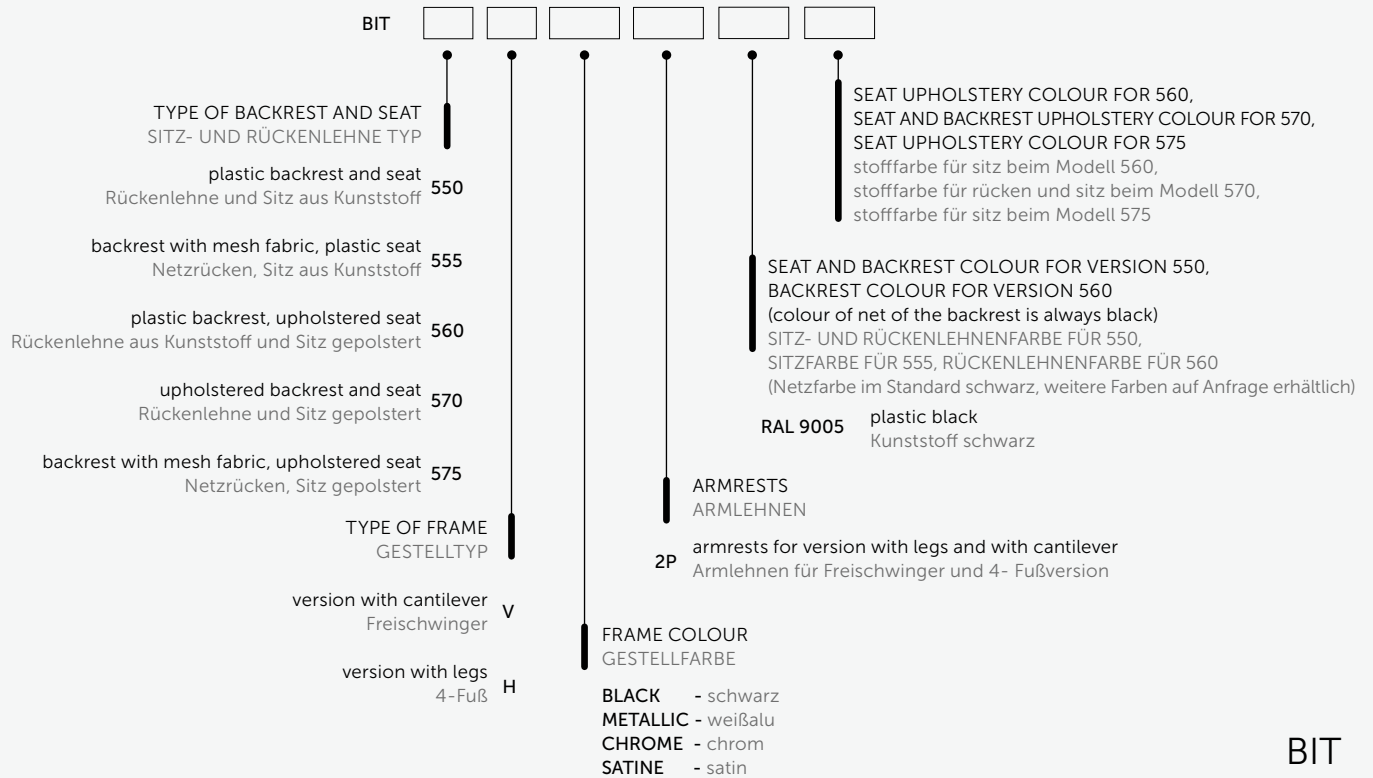 BIT
TYPE OF BACKREST AND SEAT
SITZ- UND RÜCKENLEHNE TYP
plastic backrest and seat 550
Rückenlehne und Sitz aus Kunststoff
backrest with mesh fabric, plastic seat 555
Netzrücken, Sitz aus Kunststoff
plastic backrest, upholstered seat 560
Rückenlehne aus Kunststoff und Sitz gepolstert
upholstered backrest and seat 570
Rückenlehne und Sitz gepolstert
backrest with mesh fabric, upholstered seat 575
Netzrücken, Sitz gepolstert
TYPE OF FRAME
GESTELLTYP
version with cantilever V
Freischwinger
version with legs H
4-Fuß
FRAME COLOUR
GESTELLFARBE
BLACK - schwarz
METALLIC - weißalu
CHROME - chrom
SATINE - satin
ARMRESTS
ARMLEHNEN
2P armrests for version with legs and with cantilever
Armlehnen für Freischwinger und 4- Fußversion
SEAT AND BACKREST COLOUR FOR VERSION 550,
BACKREST COLOUR FOR VERSION 560
(colour of net of the backrest is always black)
SITZ- UND RÜCKENLEHNENFARBE FÜR 550,
SITZFARBE FÜR 555, RÜCKENLEHNENFARBE FÜR 560
(Netzfarbe im Standard schwarz, weitere Farben auf Anfrage erhältlich)
RAL 9005 plastic black
Kunststoff schwarz
SEAT UPHOLSTERY COLOUR FOR 560,
SEAT AND BACKREST UPHOLSTERY COLOUR FOR 570,
SEAT UPHOLSTERY COLOUR FOR 575
stofffarbe für sitz beim Modell 560,
stofffarbe für rücken und sitz beim Modell 570,
stofffarbe für sitz beim Modell 575
BIT